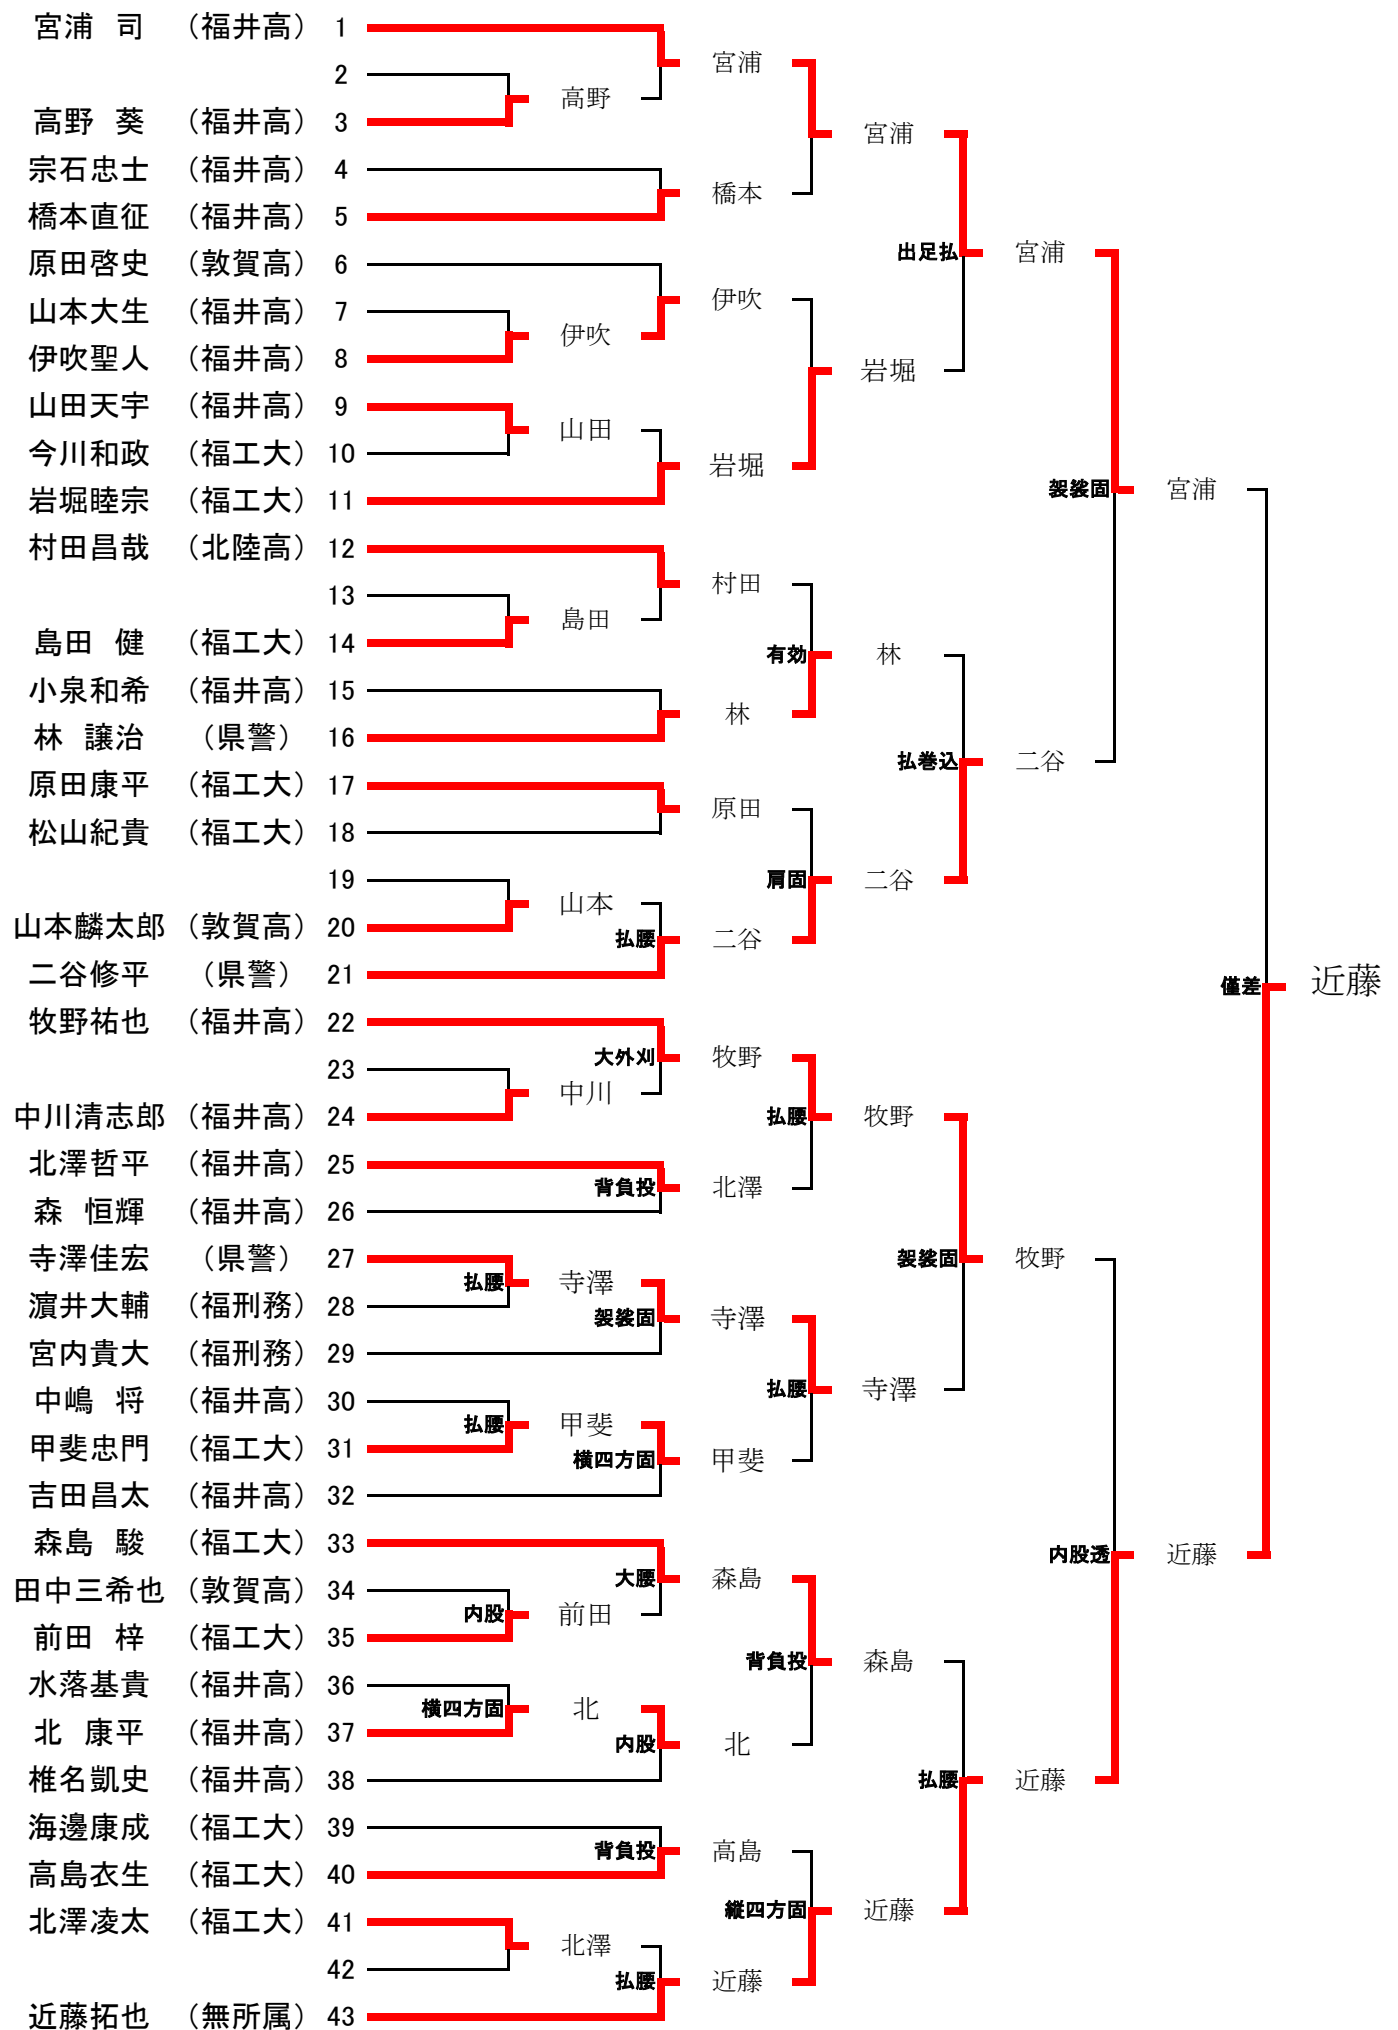 宮浦 司 （福井高） 1
2
高野 葵 （福井高） 3
宗石忠士 （福井高） 4
橋本直征 （福井高） 5
原田啓史 （敦賀高） 6
山本大生 （福井高） 7
伊吹聖人 （福井高） 8
山田天宇 （福井高） 9
今川和政 （福工大） 10
岩堀睦宗 （福工大） 11
村田昌哉 （北陸高） 12
13
島田 健 （福工大） 14
小泉和希 （福井高） 15
林 譲治 （県警） 16
原田康平 （福工大） 17
松山紀貴 （福工大） 18
19
山本麟太郎 （敦賀高） 20
二谷修平 （県警） 21
牧野祐也 （福井高） 22
23
中川清志郎 （福井高） 24
北澤哲平 （福井高） 25
森 恒輝 （福井高） 26
寺澤佳宏 （県警） 27
濵井大輔 （福刑務） 28
宮内貴大 （福刑務） 29
中嶋 将 （福井高） 30
甲斐忠門 （福工大） 31
吉田昌太 （福井高） 32
森島 駿 （福工大） 33
田中三希也 （敦賀高） 34
前田 梓 （福工大） 35
水落基貴 （福井高） 36
北 康平 （福井高） 37
椎名凱史 （福井高） 38
海邊康成 （福工大） 39
高島衣生 （福工大） 40
北澤凌太 （福工大） 41
42
近藤拓也 （無所属） 43
高野
伊吹
山田
島田
山本
中川
払腰 寺澤
払腰 甲斐
内股 前田
横四方固 北
北澤
宮浦
橋本
伊吹
岩堀
村田
林
原田
払腰 二谷
大外刈 牧野
背負投 北澤
袈裟固 寺澤
横四方固 甲斐
大腰 森島
内股 北
背負投 高島
払腰 近藤
宮浦
岩堀
有効 林
肩固 二谷
払腰 牧野
払腰 寺澤
背負投 森島
縦四方固 近藤
出足払 宮浦
払巻込 二谷
袈裟固 牧野
払腰 近藤
袈裟固 宮浦
内股透 近藤
僅差 近藤